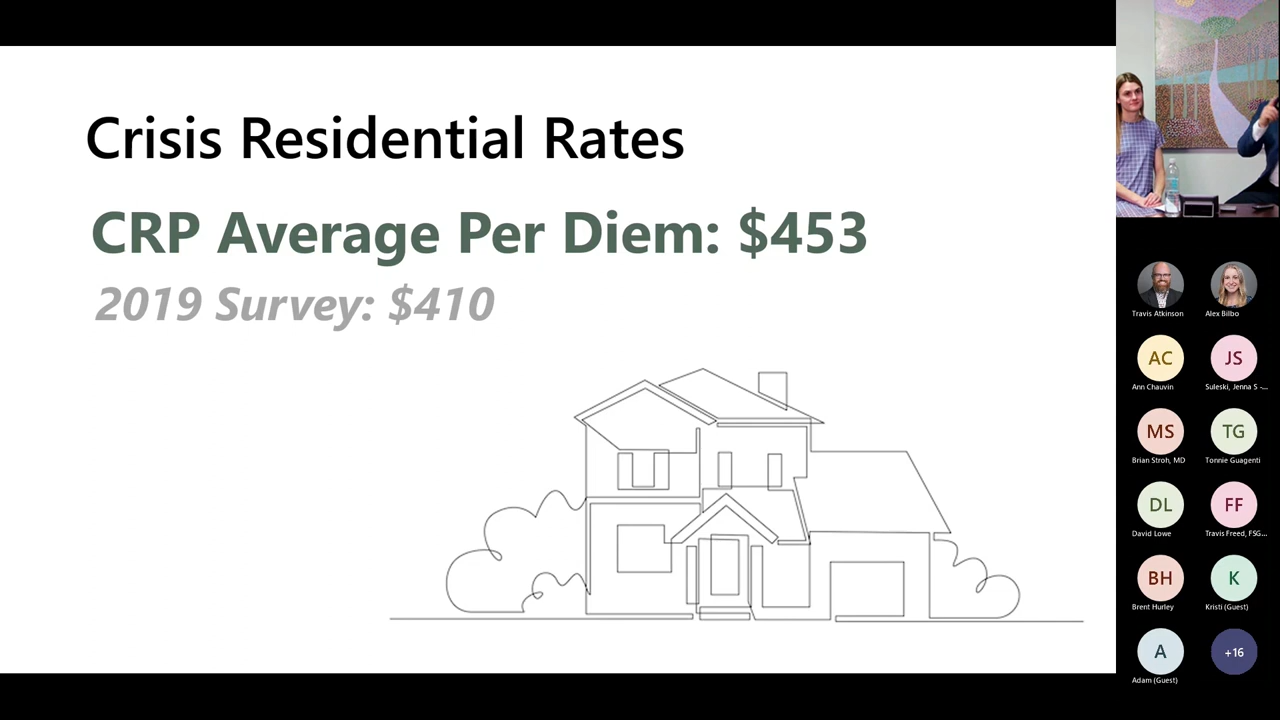 Crisis Residential Rates
CRP Average Per Diem: $453
2019 Survey: $410
Travis Atkinson
Alex Bilbo
AC
Ann Chauvin
JS
Suleski, Jenna S -...
MS
Brian Stroh, MD
TG
Tonnie Guagenti
DL
David Lowe
FF
Travis Freed, FSG...
BH
Brent Hurley
K
Kristi (Guest)
A
Adam (Guest)
+16